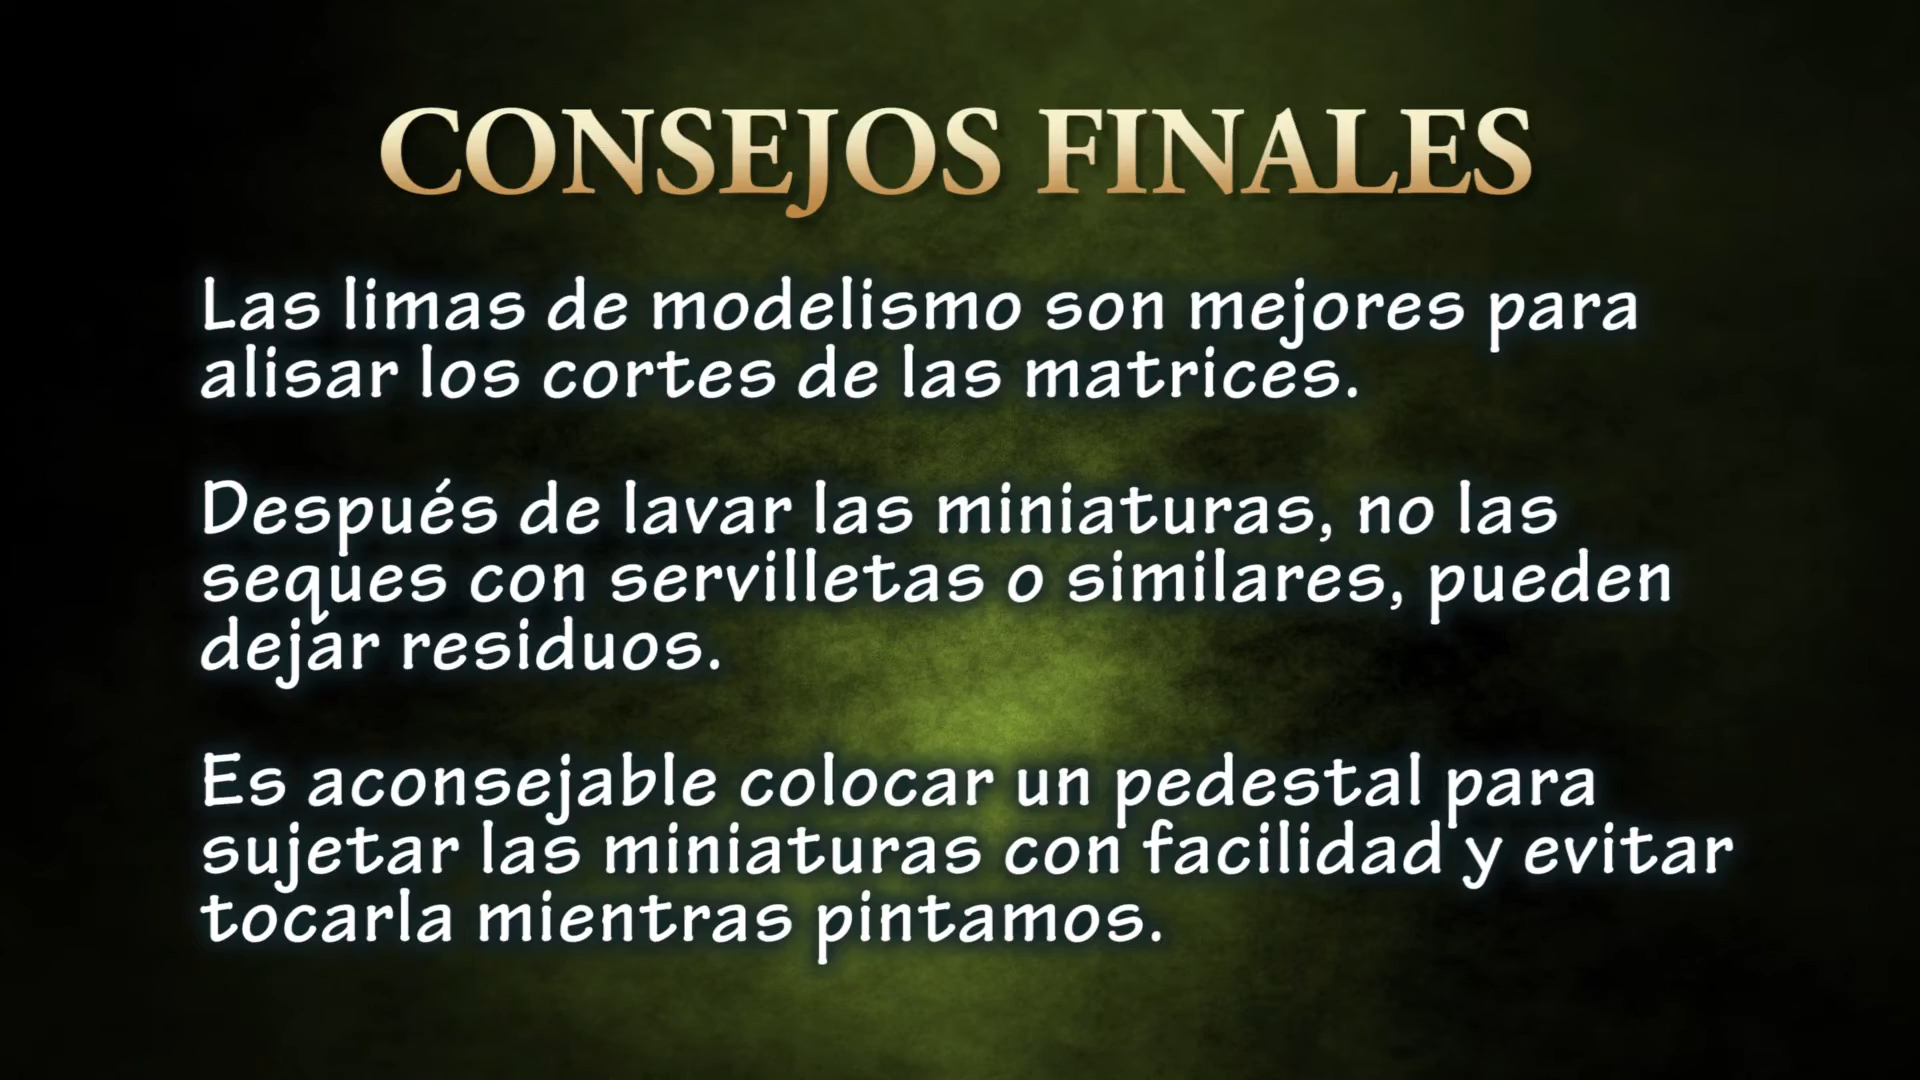 CONSEJOS FINALES
Las limas de modelismo son mejores para
alisar los cortes de las matrices.
Después de lavar las miniaturas, no las
seques con servilletas o similares, pueden
dejar residuos.
Es aconsejable colocar un pedestal para
sujetar las miniaturas con facilidad y evitar
tocarla mientras pintamos.